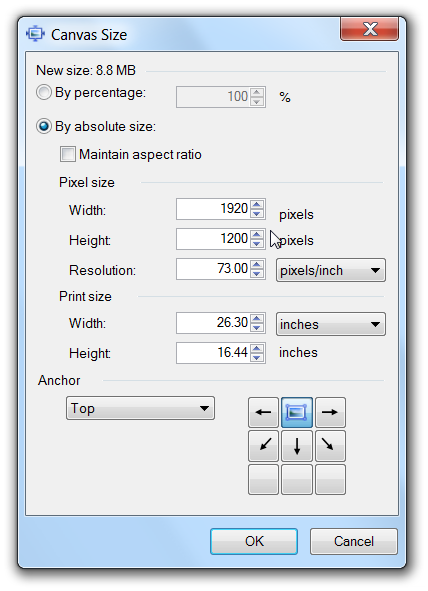 Canvas Size
New size: 8.8 MB
By percentage: 100 %
By absolute size:
Maintain aspect ratio
Pixel size
Width: 1920 pixels
Height: 1200 pixels
Resolution: 73.00 pixels/inch
Print size
Width: 26.30 inches
Height: 16.44 inches
Anchor
Top
OK Cancel